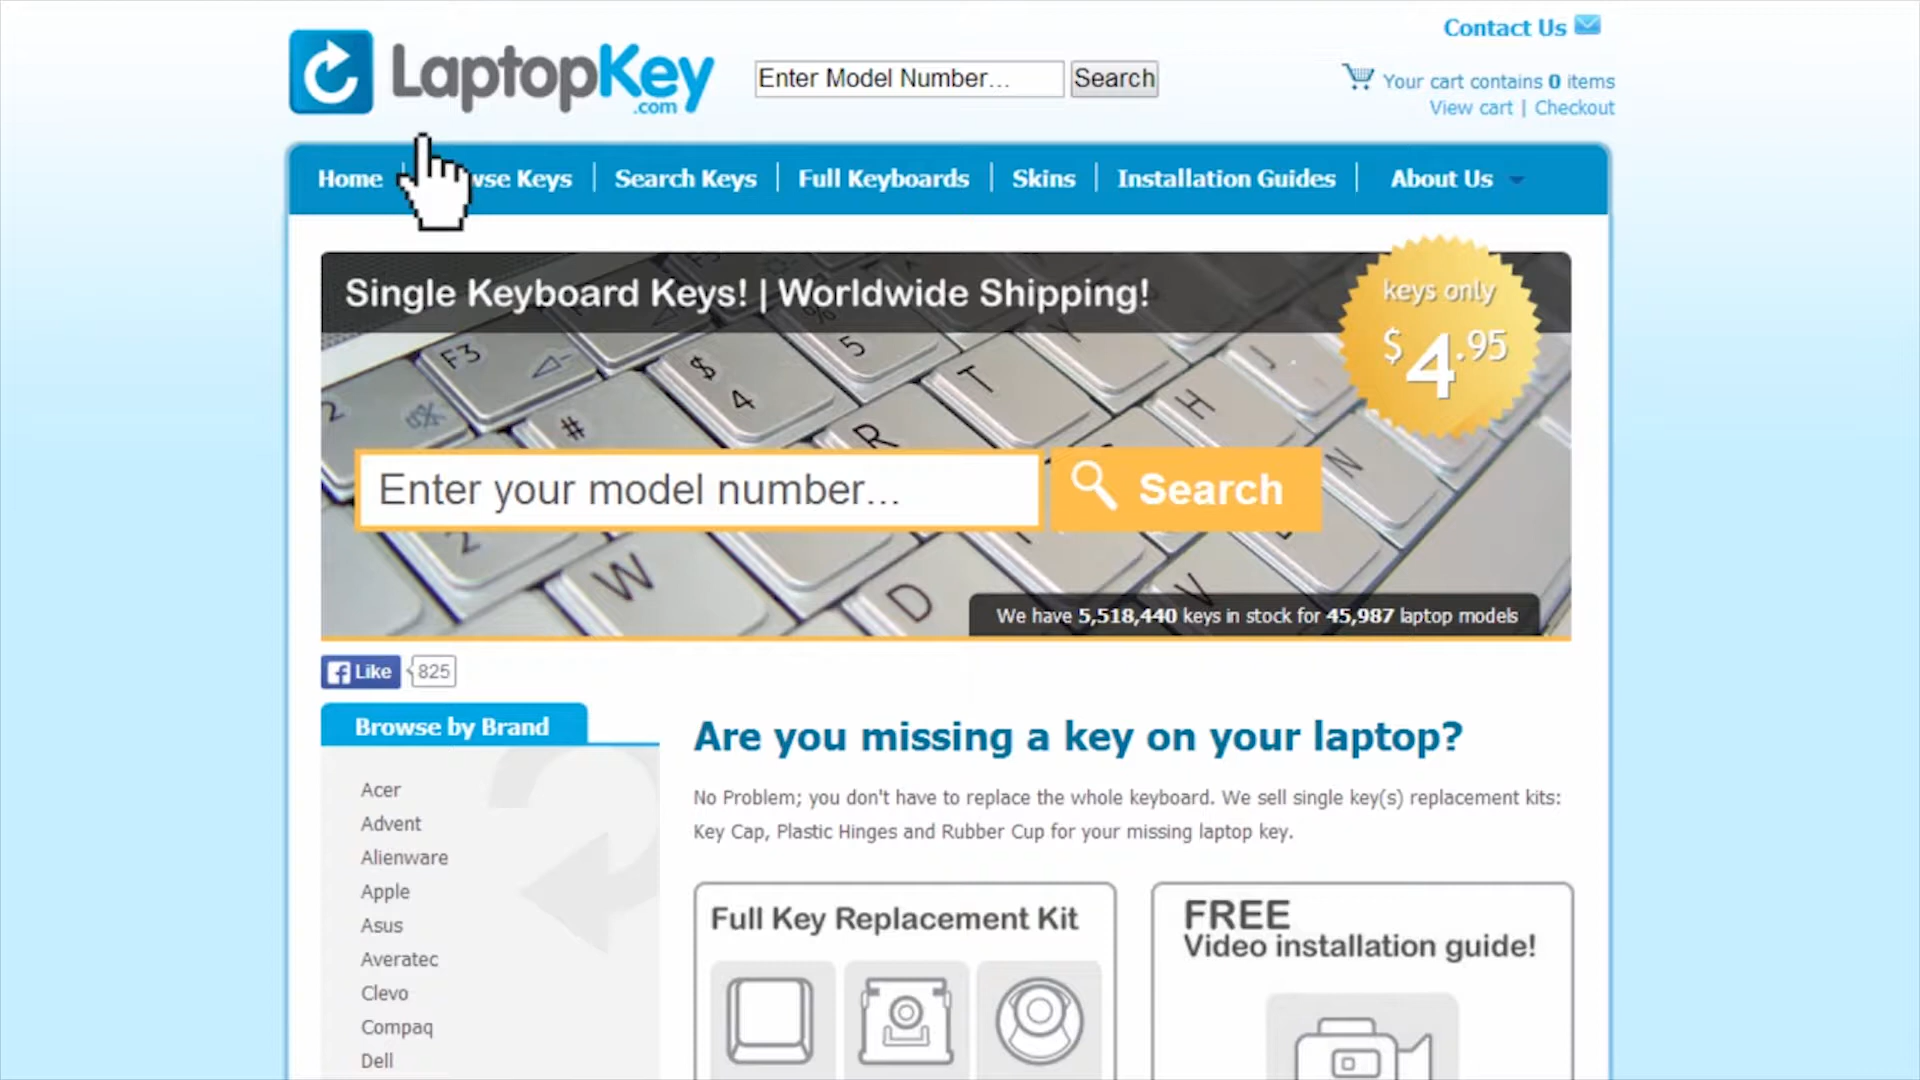 Contact Us
LaptopKey
.com
Enter Model Number...
Search
Your cart contains 0 items
View cart | Checkout
Home
wse Keys
Search Keys
Full Keyboards
Skins
Installation Guides
About Us
Single Keyboard Keys! | Worldwide Shipping!
keys only
$4.95
F3
%
5
$
4
T
Y
J
2
#
R
H
N
Enter your model number...
Search
2
W
D
V
We have 5,518,440 keys in stock for 45,987 laptop models
Like
825
Browse by Brand
Acer
Advent
Alienware
Apple
Asus
Averatec
Clevo
Compaq
Dell
Are you missing a key on your laptop?
No Problem; you don't have to replace the whole keyboard. We sell single key(s) replacement kits:
Key Cap, Plastic Hinges and Rubber Cup for your missing laptop key.
Full Key Replacement Kit
FREE
Video installation guide!